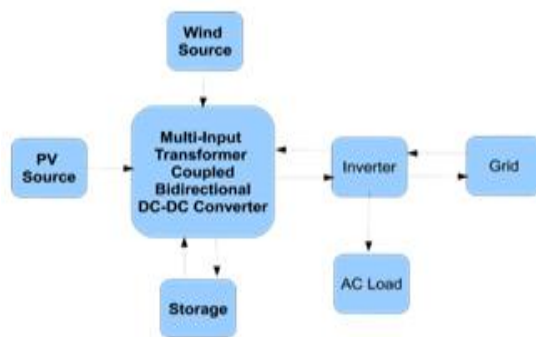 Wind
Source
Multi-Input
Transformer
Coupled
Bidirectional
DC-DC Converter
PV
Source
Inverter
Grid
AC Load
Storage